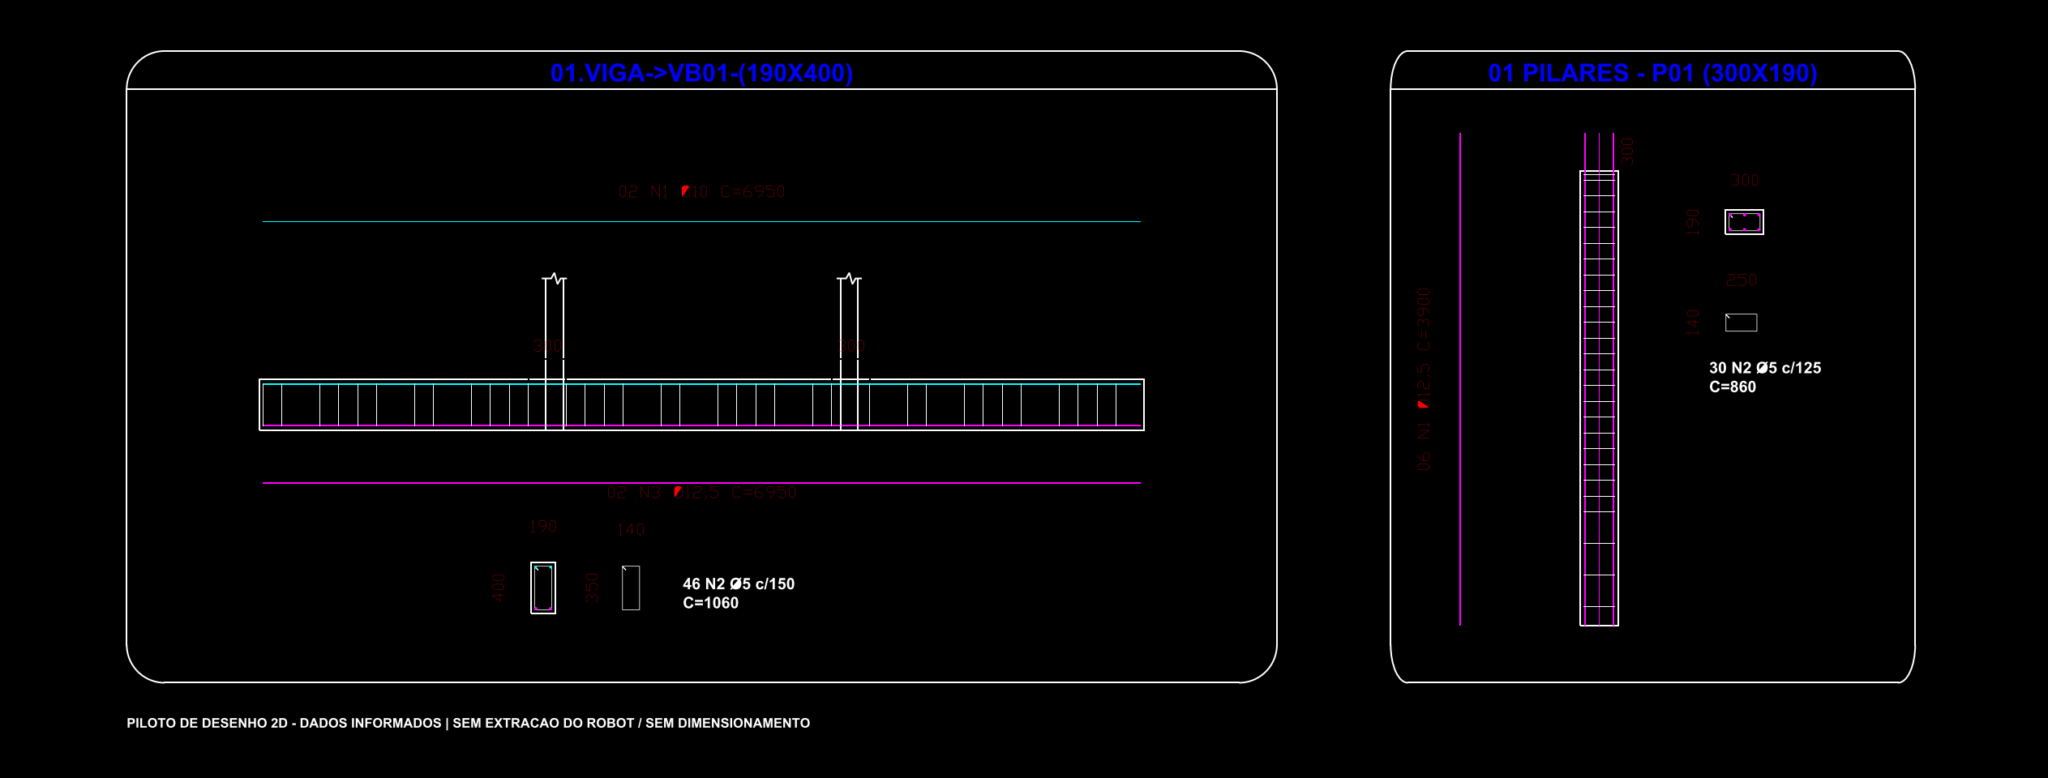 01.VIGA->VB01-(190X400)
02 N1 Ø10 C=6950
300
300
02 N3 Ø12,5 C=6950
190
140
400
350
46 N2 Ø5 c/150
C=1060
01 PILARES - P01 (300X190)
300
300
190
250
140
06 N1 Ø12,5 C=3900
30 N2 Ø5 c/125
C=860
PILOTO DE DESENHO 2D - DADOS INFORMADOS | SEM EXTRACAO DO ROBOT / SEM DIMENSIONAMENTO